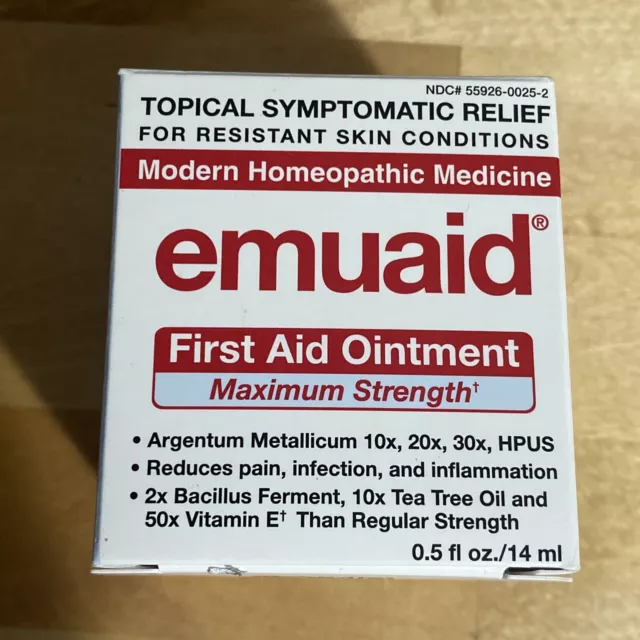 NDC# 55926-0025-2
TOPICAL SYMPTOMATIC RELIEF
FOR RESISTANT SKIN CONDITIONS
Modern Homeopathic Medicine
emuaid®
First Aid Ointment
Maximum Strength†
• Argentum Metallicum 10x, 20x, 30x, HPUS
• Reduces pain, infection, and inflammation
• 2x Bacillus Ferment, 10x Tea Tree Oil and
50x Vitamin E† Than Regular Strength
0.5 fl oz./14 ml